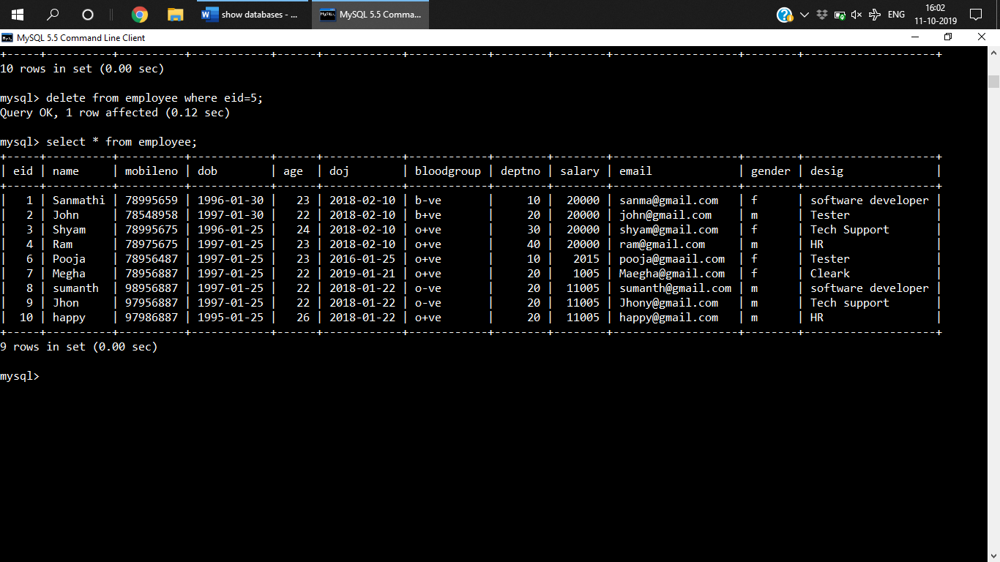 show databases - ...
MySQL 5.5 Comma...
ENG
16:02
11-10-2019
MySQL 5.5 Command Line Client
+-----+----------+----------+------------+------+------------+------------+--------+--------+-------------------+--------+--------------------+
10 rows in set (0.00 sec)
mysql> delete from employee where eid=5;
Query OK, 1 row affected (0.12 sec)
mysql> select * from employee;
+-----+----------+----------+------------+------+------------+------------+--------+--------+-------------------+--------+--------------------+
| eid | name     | mobileno | dob        | age  | doj        | bloodgroup | deptno | salary | email             | gender | desig              |
+-----+----------+----------+------------+------+------------+------------+--------+--------+-------------------+--------+--------------------+
|   1 | Sanmathi | 78995659 | 1996-01-30 |   23 | 2018-02-10 | b-ve       |     10 |  20000 | sanma@gmail.com   | f      | software developer |
|   2 | John     | 78548958 | 1997-01-30 |   22 | 2018-02-10 | b+ve       |     20 |  20000 | john@gmail.com    | m      | Tester             |
|   3 | Shyam    | 78995675 | 1996-01-25 |   24 | 2018-02-10 | o+ve       |     30 |  20000 | shyam@gmail.com   | f      | Tech Support       |
|   4 | Ram      | 78975675 | 1997-01-25 |   23 | 2018-02-10 | o+ve       |     40 |  20000 | ram@gmail.com     | m      | HR                 |
|   6 | Pooja    | 78956487 | 1997-01-25 |   23 | 2016-01-25 | o+ve       |     10 |   2015 | pooja@gmaail.com  | f      | Tester             |
|   7 | Megha    | 78956887 | 1997-01-25 |   22 | 2019-01-21 | o+ve       |     20 |   1005 | Maegha@gmail.com  | f      | Cleark             |
|   8 | sumanth  | 98956887 | 1997-01-25 |   22 | 2018-01-22 | o-ve       |     20 |  11005 | sumanth@gmail.com | m      | software developer |
|   9 | Jhon     | 97956887 | 1997-01-25 |   22 | 2018-01-22 | o-ve       |     20 |  11005 | Jhony@gmail.com   | m      | Tech support       |
|  10 | happy    | 97986887 | 1995-01-25 |   26 | 2018-01-22 | o+ve       |     20 |  11005 | happy@gmail.com   | m      | HR                 |
+-----+----------+----------+------------+------+------------+------------+--------+--------+-------------------+--------+--------------------+
9 rows in set (0.00 sec)
mysql>